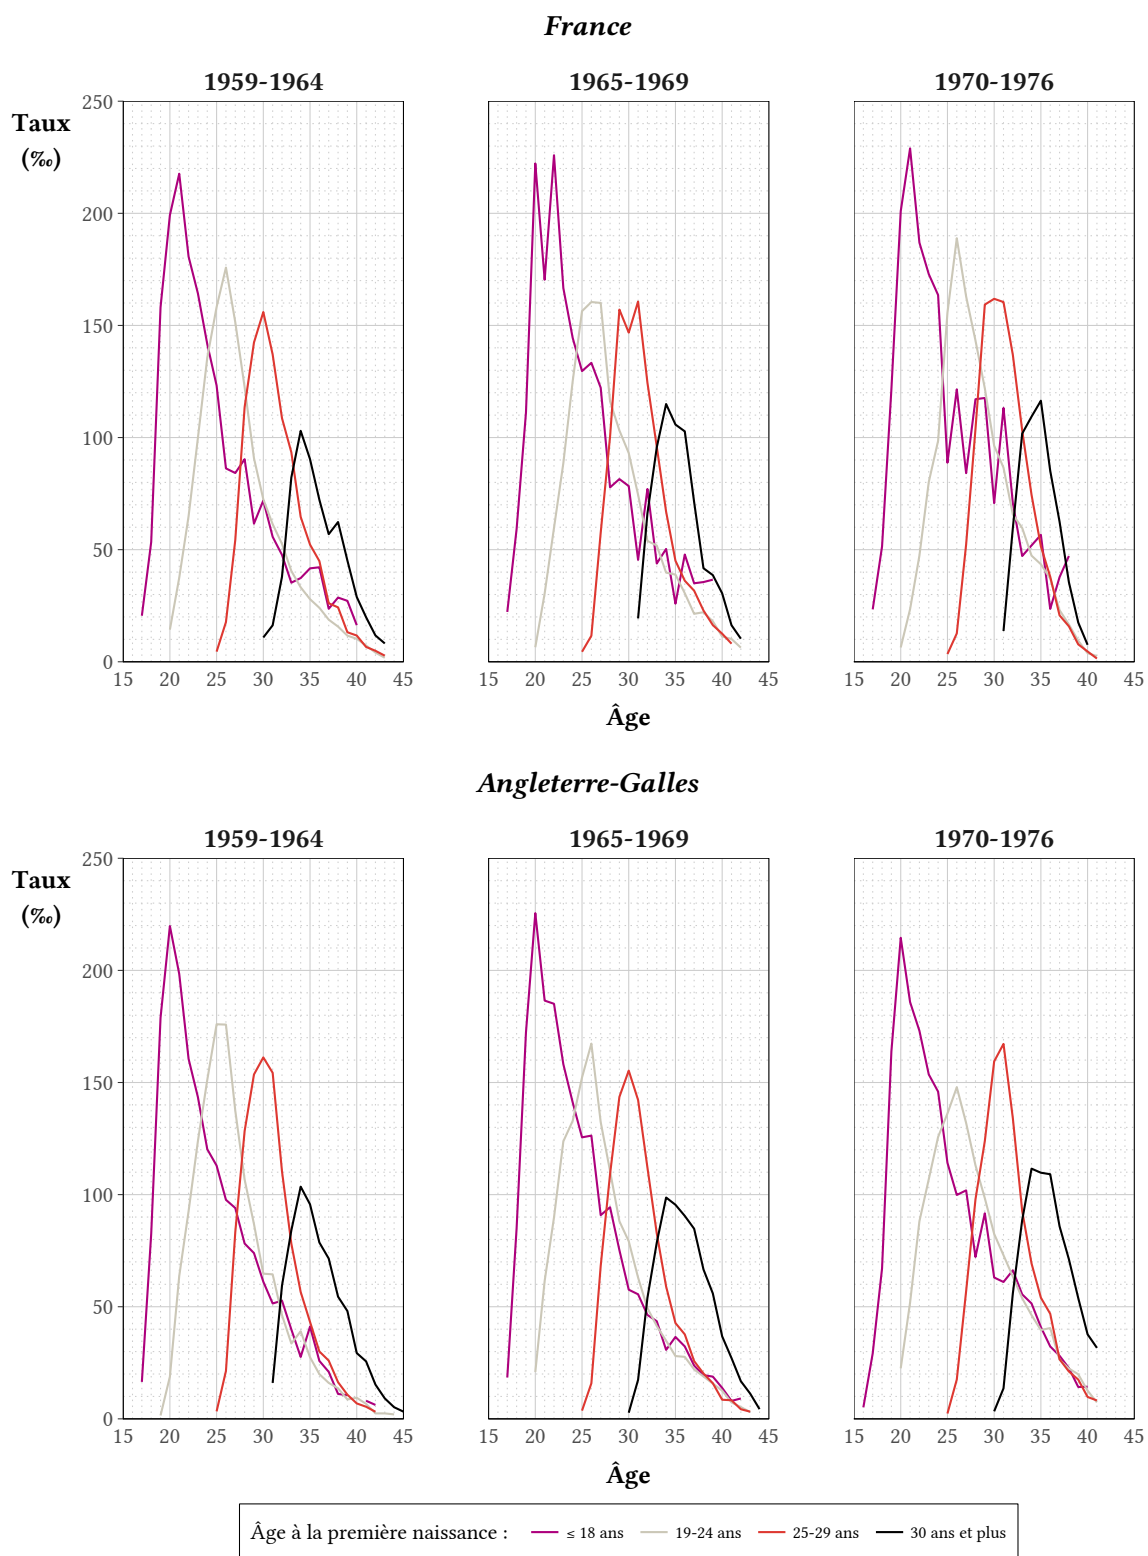 France
1959-1964 1965-1969 1970-1976
Taux
(‰)
250
200
150
100
50
0
15 20 25 30 35 40 45 15 20 25 30 35 40 45 15 20 25 30 35 40 45
Âge
Angleterre-Galles
1959-1964 1965-1969 1970-1976
Taux
(‰)
250
200
150
100
50
0
15 20 25 30 35 40 45 15 20 25 30 35 40 45 15 20 25 30 35 40 45
Âge
Âge à la première naissance : ≤ 18 ans 19-24 ans 25-29 ans 30 ans et plus